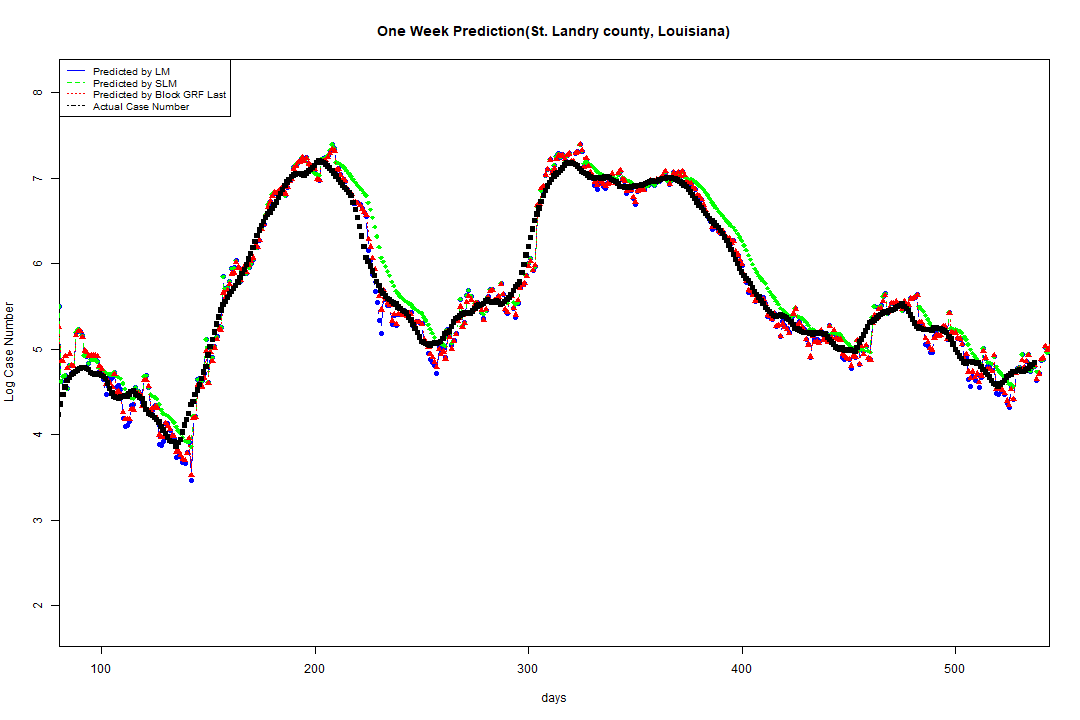 One Week Prediction(St. Landry county, Louisiana)
Predicted by LM
Predicted by SLM
Predicted by Block GRF Last
Actual Case Number
8
7
6
5
4
3
2
Log Case Number
100 200 300 400 500
days